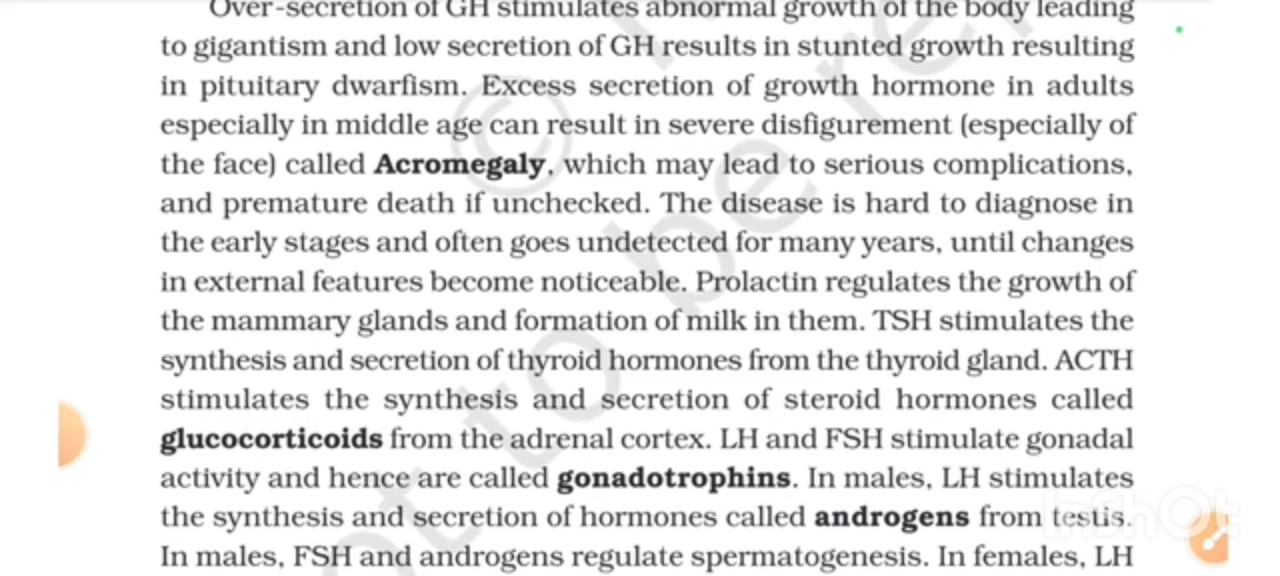 Over-secretion of GH stimulates abnormal growth of the body leading
to gigantism and low secretion of GH results in stunted growth resulting
in pituitary dwarfism. Excess secretion of growth hormone in adults
especially in middle age can result in severe disfigurement (especially of
the face) called Acromegaly, which may lead to serious complications,
and premature death if unchecked. The disease is hard to diagnose in
the early stages and often goes undetected for many years, until changes
in external features become noticeable. Prolactin regulates the growth of
the mammary glands and formation of milk in them. TSH stimulates the
synthesis and secretion of thyroid hormones from the thyroid gland. ACTH
stimulates the synthesis and secretion of steroid hormones called
glucocorticoids from the adrenal cortex. LH and FSH stimulate gonadal
activity and hence are called gonadotrophins. In males, LH stimulates
the synthesis and secretion of hormones called androgens from testis.
In males, FSH and androgens regulate spermatogenesis. In females, LH
©
not to be re
InShOt